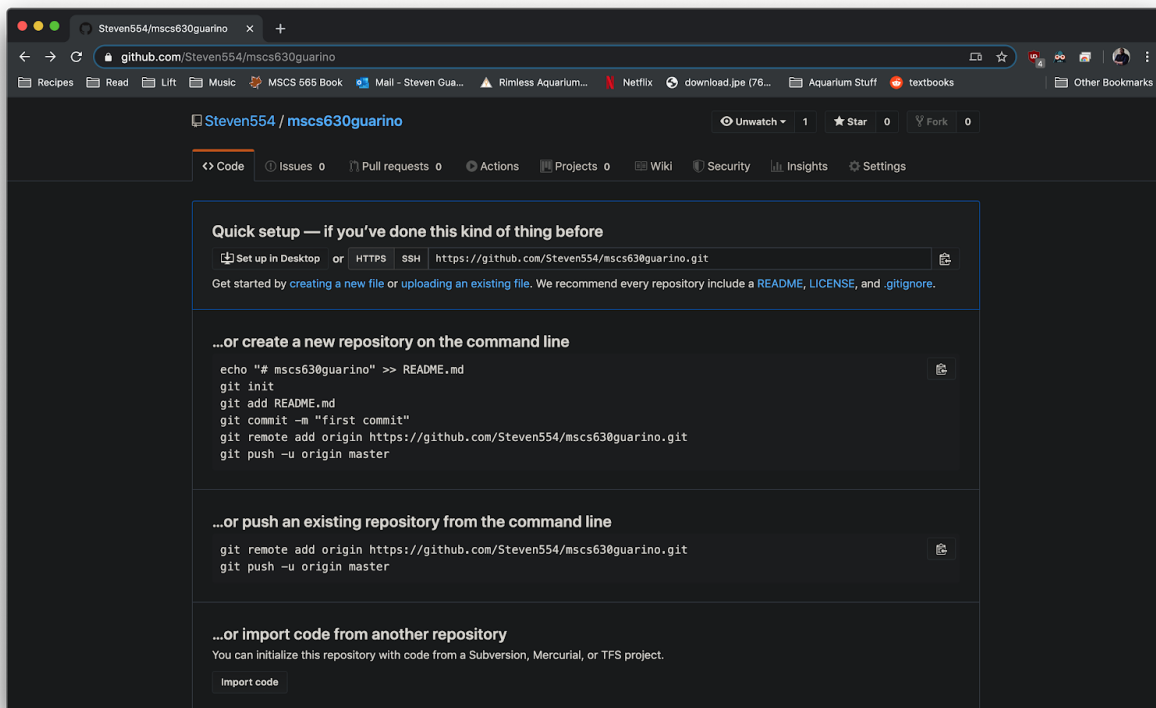 Steven554/mscs630guarino
github.com/Steven554/mscs630guarino
4
Recipes Read Lift Music MSCS 565 Book Mail - Steven Gua... Rimless Aquarium... Netflix download.jpe (76... Aquarium Stuff textbooks Other Bookmarks
Steven554 / mscs630guarino Unwatch 1 Star 0 Fork 0
Code Issues 0 Pull requests 0 Actions Projects 0 Wiki Security Insights Settings
Quick setup — if you've done this kind of thing before
Set up in Desktop or HTTPS SSH https://github.com/Steven554/mscs630guarino.git
Get started by creating a new file or uploading an existing file. We recommend every repository include a README, LICENSE, and .gitignore.
...or create a new repository on the command line
echo "# mscs630guarino" >> README.md
git init
git add README.md
git commit -m "first commit"
git remote add origin https://github.com/Steven554/mscs630guarino.git
git push -u origin master
...or push an existing repository from the command line
git remote add origin https://github.com/Steven554/mscs630guarino.git
git push -u origin master
...or import code from another repository
You can initialize this repository with code from a Subversion, Mercurial, or TFS project.
Import code